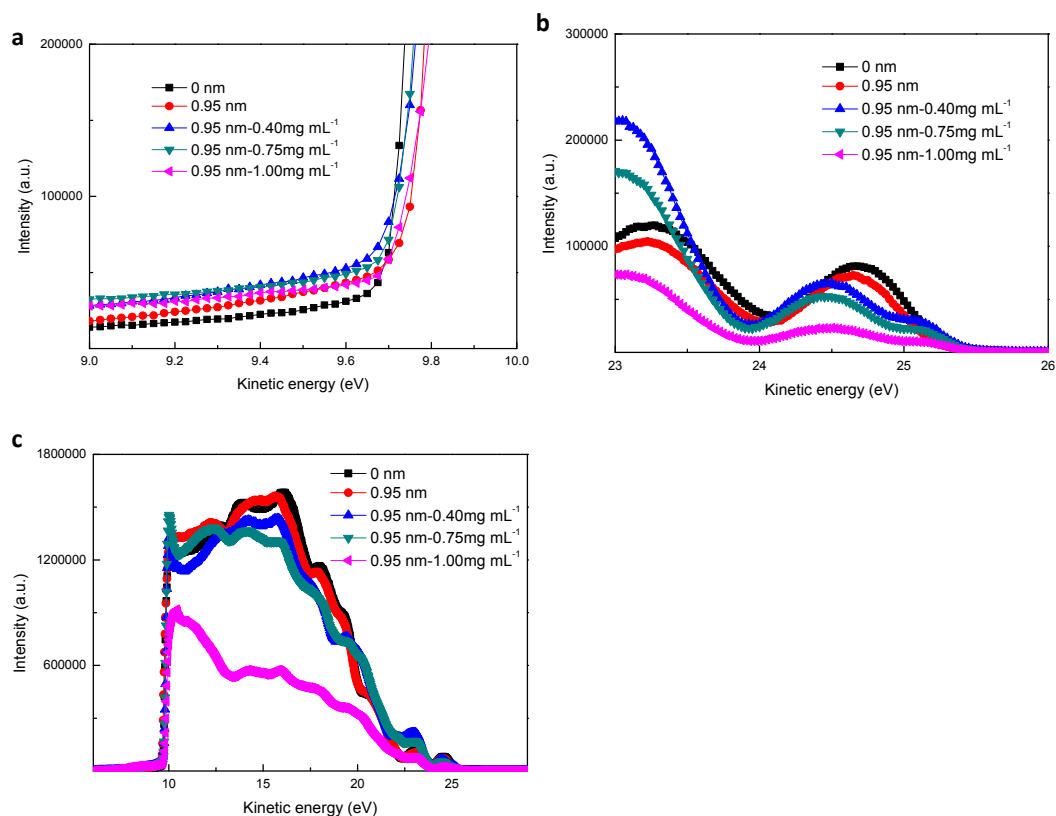 a
200000
100000
Intensity (a.u.)
0 nm
0.95 nm
0.95 nm-0.40mg mL⁻¹
0.95 nm-0.75mg mL⁻¹
0.95 nm-1.00mg mL⁻¹
9.0 9.2 9.4 9.6 9.8 10.0
Kinetic energy (eV)
b
300000
200000
100000
0
Intensity (a.u.)
0 nm
0.95 nm
0.95 nm-0.40mg mL⁻¹
0.95 nm-0.75mg mL⁻¹
0.95 nm-1.00mg mL⁻¹
23 24 25 26
Kinetic energy (eV)
c
1800000
1200000
600000
Intensity (a.u.)
0 nm
0.95 nm
0.95 nm-0.40mg mL⁻¹
0.95 nm-0.75mg mL⁻¹
0.95 nm-1.00mg mL⁻¹
10 15 20 25
Kinetic energy (eV)